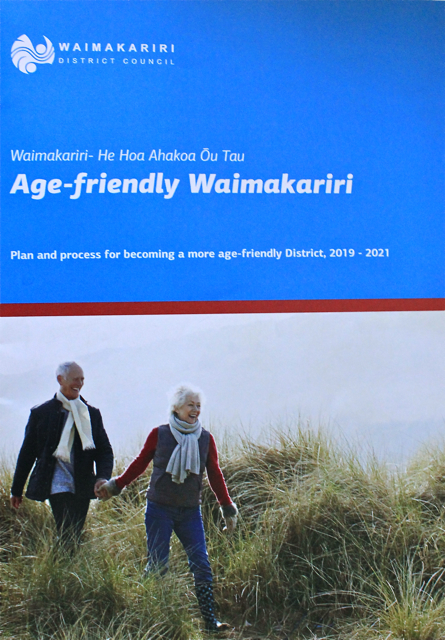 WAIMAKARIRI
DISTRICT COUNCIL
Waimakariri- He Hoa Ahakoa Ōu Tau
Age-friendly Waimakariri
Plan and process for becoming a more age-friendly District, 2019 - 2021